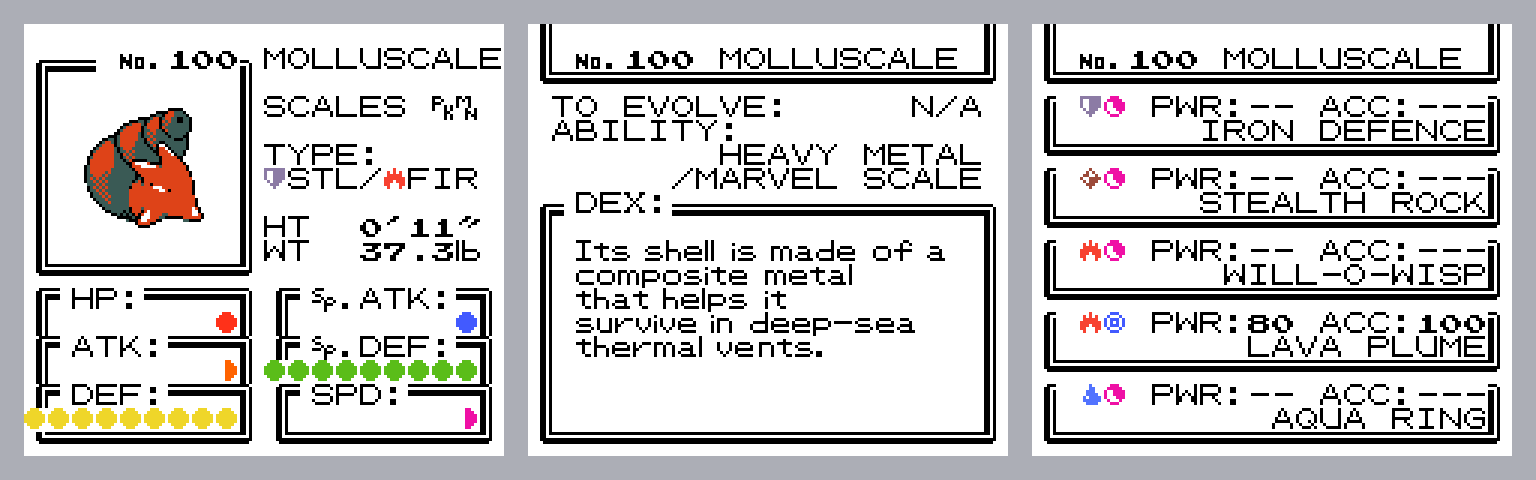 No. 100 MOLLUSCALE
SCALES PKMN
TYPE:
STL/FIR
HT 0'11"
WT 37.3lb
HP:
Sp. ATK:
ATK:
Sp. DEF:
DEF:
SPD:
No. 100 MOLLUSCALE
TO EVOLVE: N/A
ABILITY:
HEAVY METAL
/MARVEL SCALE
DEX:
Its shell is made of a
composite metal
that helps it
survive in deep-sea
thermal vents.
No. 100 MOLLUSCALE
PWR:-- ACC:---
IRON DEFENCE
PWR:-- ACC:---
STEALTH ROCK
PWR:-- ACC:---
WILL-O-WISP
PWR:80 ACC:100
LAVA PLUME
PWR:-- ACC:---
AQUA RING